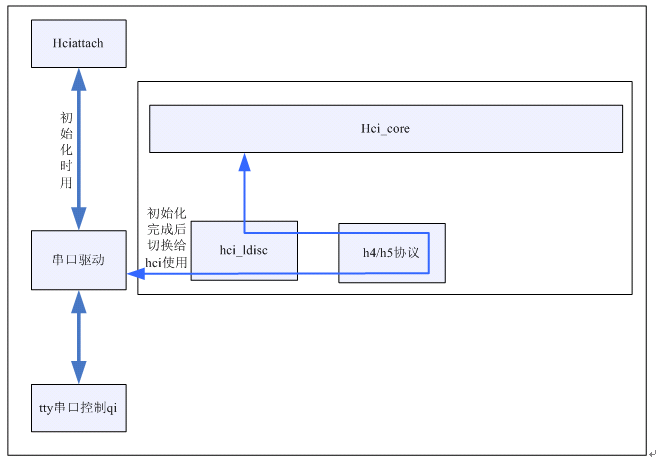 Hciattach
初
始
化
时
用
Hci_core
初始化
完成后
切换给
hci使用
hci_ldisc
h4/h5协议
串口驱动
tty串口控制qi